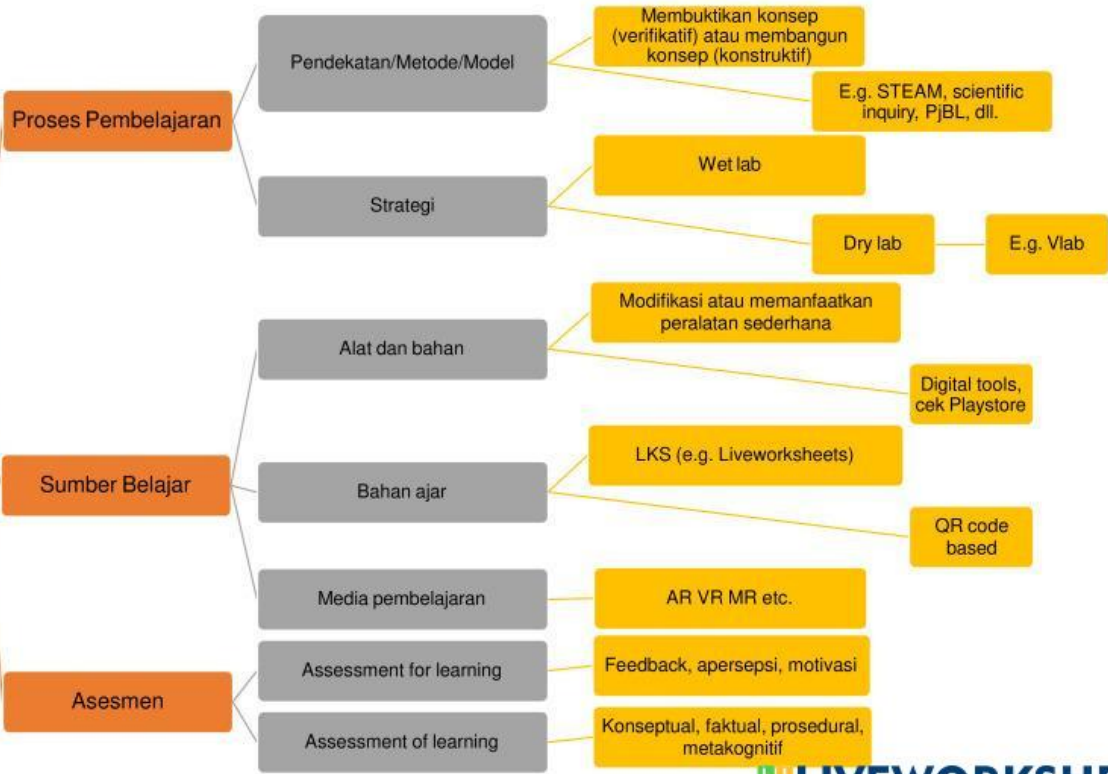 Proses Pembelajaran
Pendekatan/Metode/Model
Membuktikan konsep
(verifikatif) atau membangun
konsep (konstruktif)
E.g. STEAM, scientific
inquiry, PjBL, dll.
Strategi
Wet lab
Dry lab
E.g. Vlab
Sumber Belajar
Alat dan bahan
Modifikasi atau memanfaatkan
peralatan sederhana
Digital tools,
cek Playstore
Bahan ajar
LKS (e.g. Liveworksheets)
QR code
based
Media pembelajaran
AR VR MR etc.
Asesmen
Assessment for learning
Feedback, apersepsi, motivasi
Assessment of learning
Konseptual, faktual, prosedural,
metakognitif